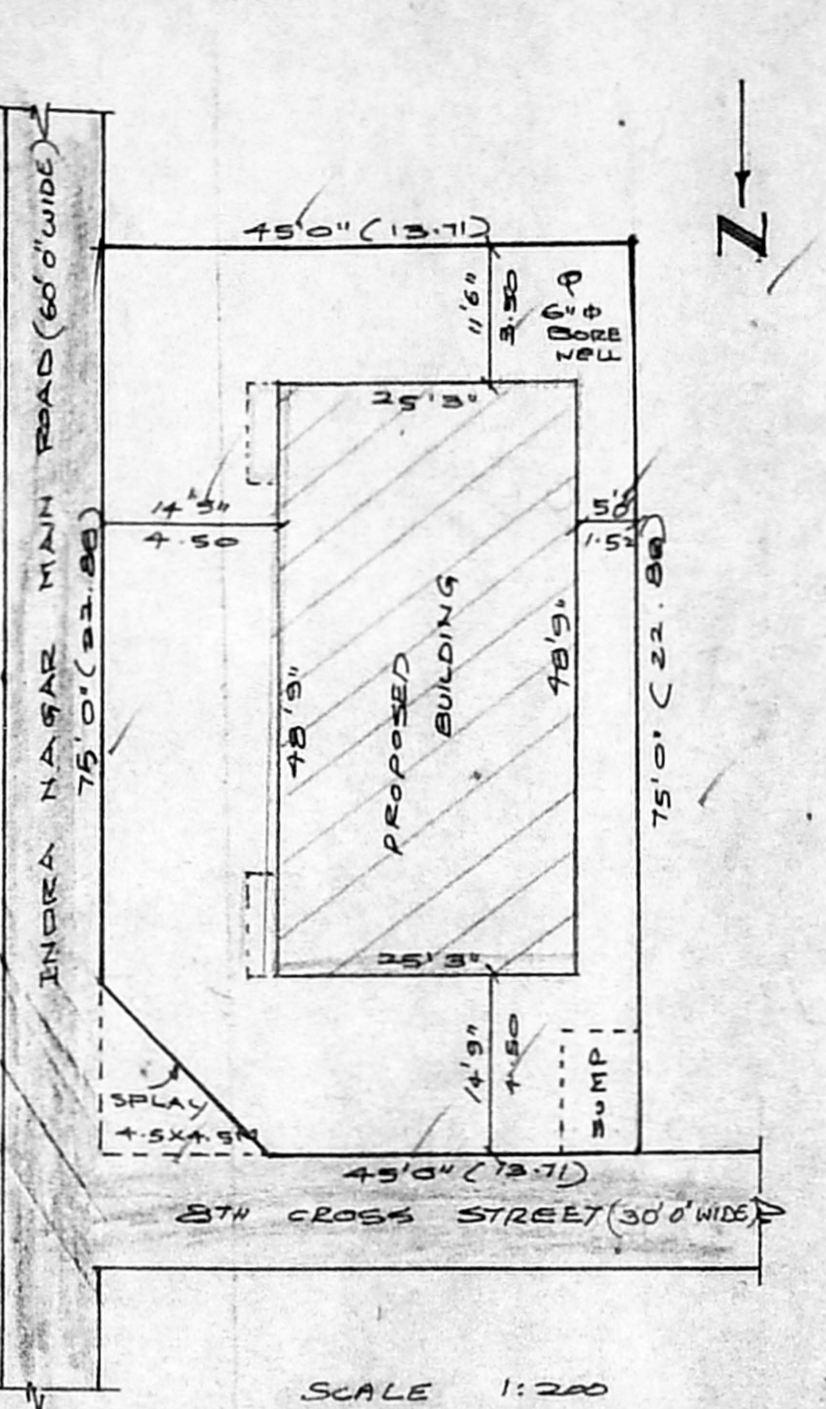 45'0" (13.71)
N
11'6"
3.50
6"φ
BORE
WELL
INDRA NAGAR MAIN ROAD (60'0" WIDE)
25'3"
14'9"
4.50
5'0"
1.52
75'0" (22.88)
48'9"
PROPOSED
BUILDING
48'9"
75'0" (22.88)
25'3"
14'9"
4.50
SUMP
SPLAY
4.5X4.5M
45'0" (13.71)
8TH CROSS STREET (30'0" WIDE)
SCALE 1:200